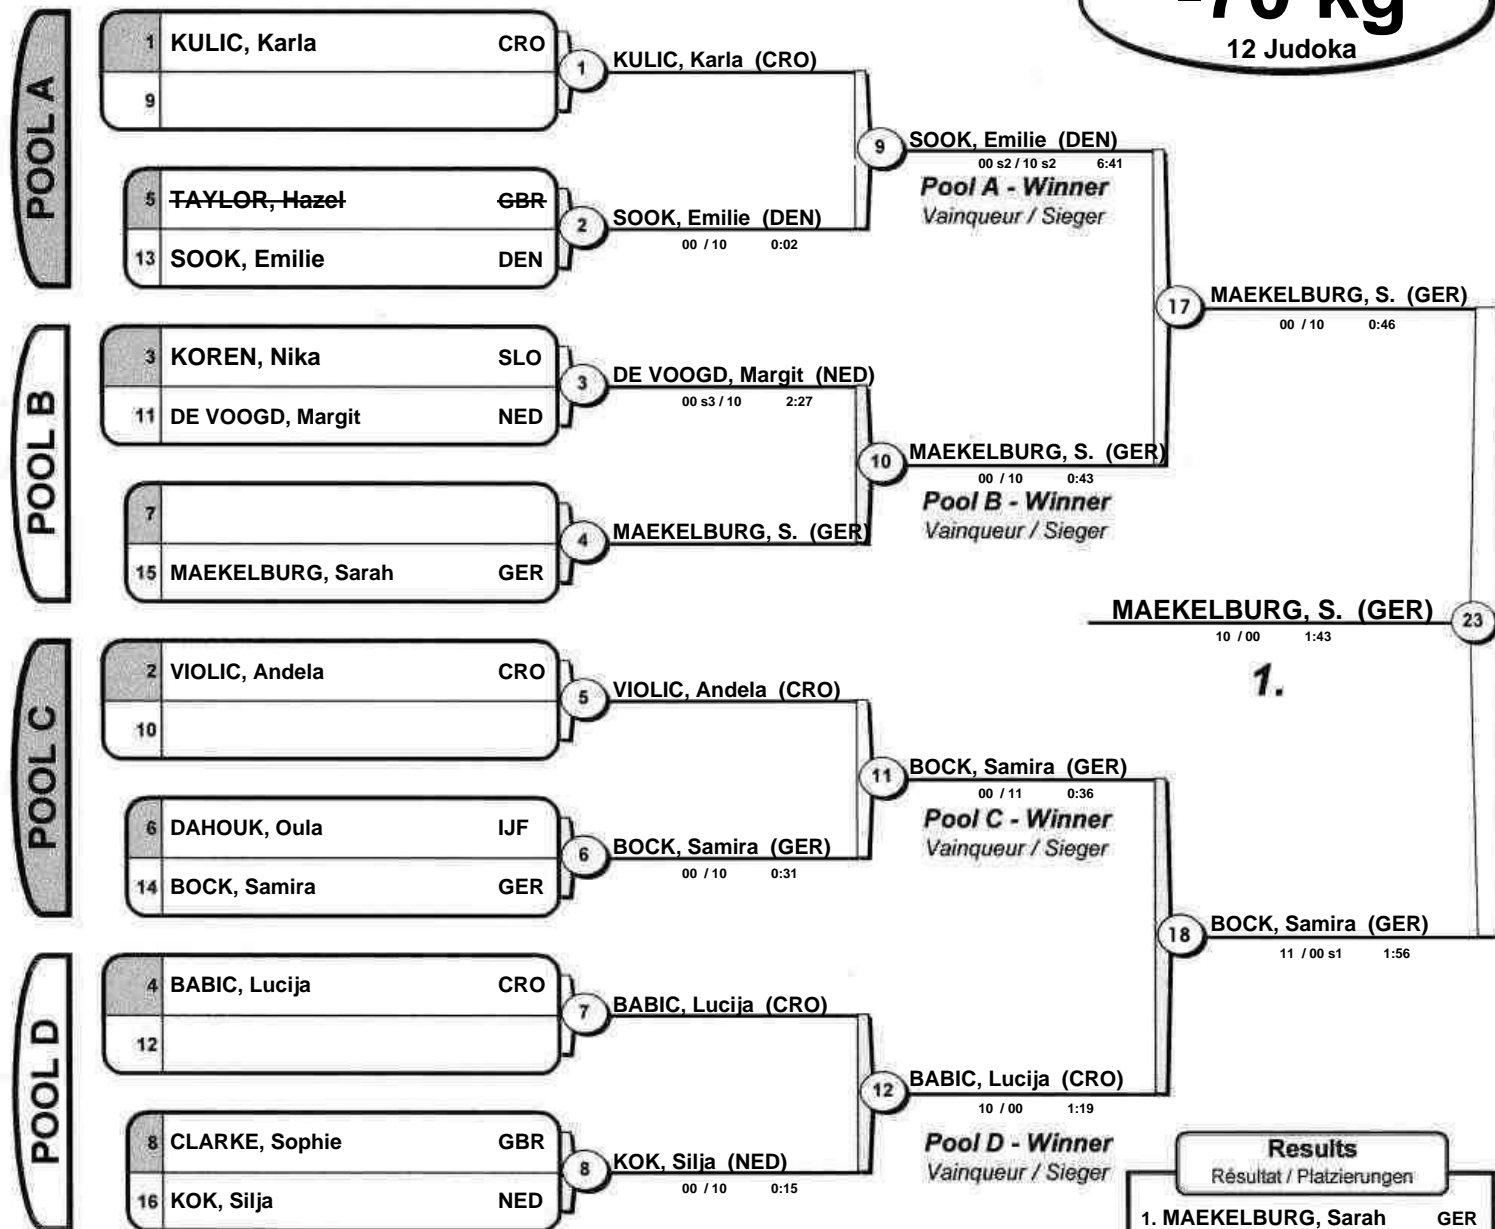 -70 kg
12 Judoka
POOL A
1 KULIC, Karla CRO
9
5 TAYLOR, Hazel GBR
13 SOOK, Emilie DEN
1 KULIC, Karla (CRO)
2 SOOK, Emilie (DEN)
00 / 10 0:02
9 SOOK, Emilie (DEN)
00 s2 / 10 s2 6:41
Pool A - Winner
Vainqueur / Sieger
POOL B
3 KOREN, Nika SLO
11 DE VOOGD, Margit NED
7
15 MAEKELBURG, Sarah GER
3 DE VOOGD, Margit (NED)
00 s3 / 10 2:27
4 MAEKELBURG, S. (GER)
10 MAEKELBURG, S. (GER)
00 / 10 0:43
Pool B - Winner
Vainqueur / Sieger
17 MAEKELBURG, S. (GER)
00 / 10 0:46
MAEKELBURG, S. (GER) 23
10 / 00 1:43
1.
POOL C
2 VIOLIC, Andela CRO
10
6 DAHOUK, Oula IJF
14 BOCK, Samira GER
5 VIOLIC, Andela (CRO)
6 BOCK, Samira (GER)
00 / 10 0:31
11 BOCK, Samira (GER)
00 / 11 0:36
Pool C - Winner
Vainqueur / Sieger
18 BOCK, Samira (GER)
11 / 00 s1 1:56
POOL D
4 BABIC, Lucija CRO
12
8 CLARKE, Sophie GBR
16 KOK, Silja NED
7 BABIC, Lucija (CRO)
8 KOK, Silja (NED)
00 / 10 0:15
12 BABIC, Lucija (CRO)
10 / 00 1:19
Pool D - Winner
Vainqueur / Sieger
Results
Résultat / Platzierungen
1. MAEKELBURG, Sarah GER